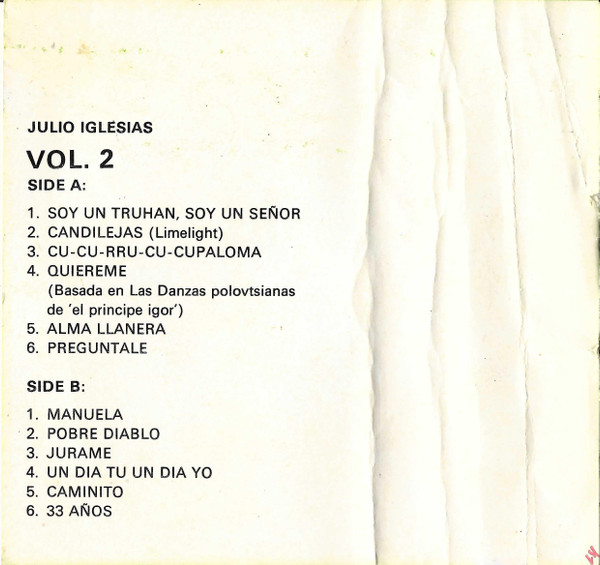 JULIO IGLESIAS
VOL. 2
SIDE A:
1. SOY UN TRUHAN, SOY UN SEÑOR
2. CANDILEJAS (Limelight)
3. CU-CU-RRU-CU-CUPALOMA
4. QUIEREME
(Basada en Las Danzas polovtsianas
de 'el principe igor')
5. ALMA LLANERA
6. PREGUNTALE
SIDE B:
1. MANUELA
2. POBRE DIABLO
3. JURAME
4. UN DIA TU UN DIA YO
5. CAMINITO
6. 33 AÑOS